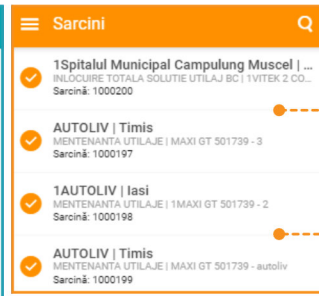 Sarcini
1Spitalul Municipal Campulung Muscel | ...
INLOCUIRE TOTALA SOLUTIE UTILAJ BC | 1VITEK 2 CO...
Sarcină: 1000200
AUTOLIV | Timis
MENTENANTA UTILAJE | MAXI GT 501739 - 3
Sarcină: 1000197
1AUTOLIV | Iasi
MENTENANTA UTILAJE | 1MAXI GT 501739 - 2
Sarcină: 1000198
AUTOLIV | Timis
MENTENANTA UTILAJE | MAXI GT 501739 - autoliv
Sarcină: 1000199